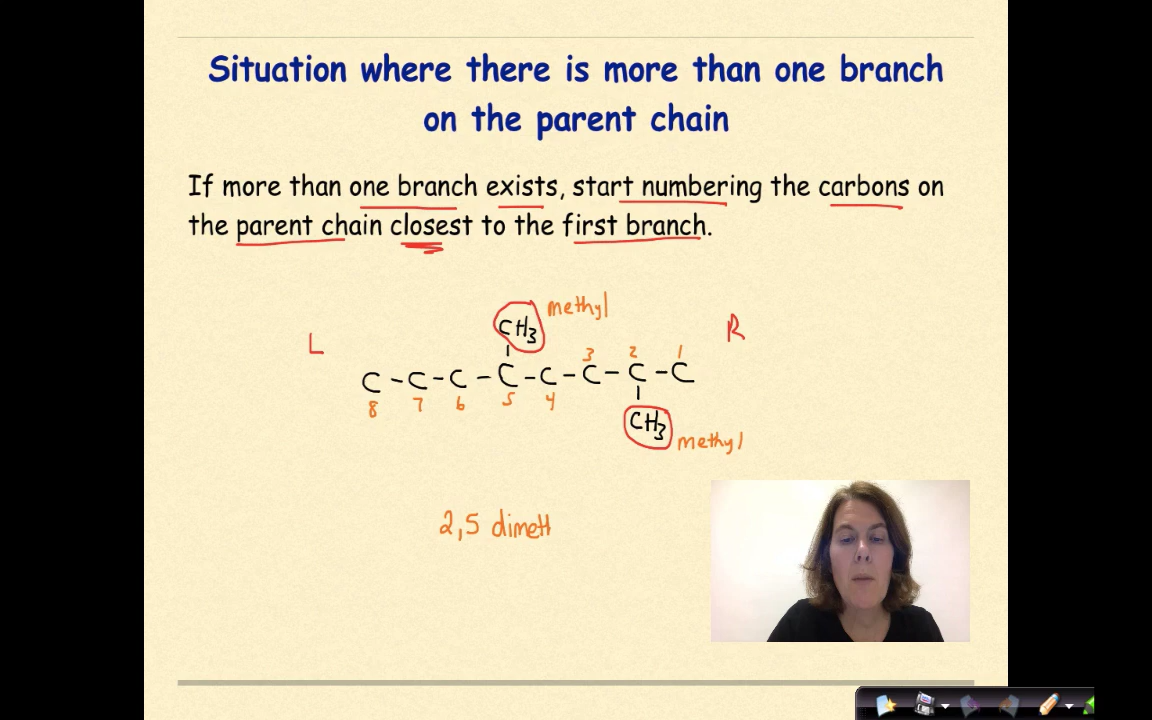 Situation where there is more than one branch
on the parent chain
If more than one branch exists, start numbering the carbons on
the parent chain closest to the first branch.
CH3 methyl
L R
3 2 1
C - C - C - C - C - C - C - C
8 7 6 5 4
CH3 methyl
2,5 dimeth